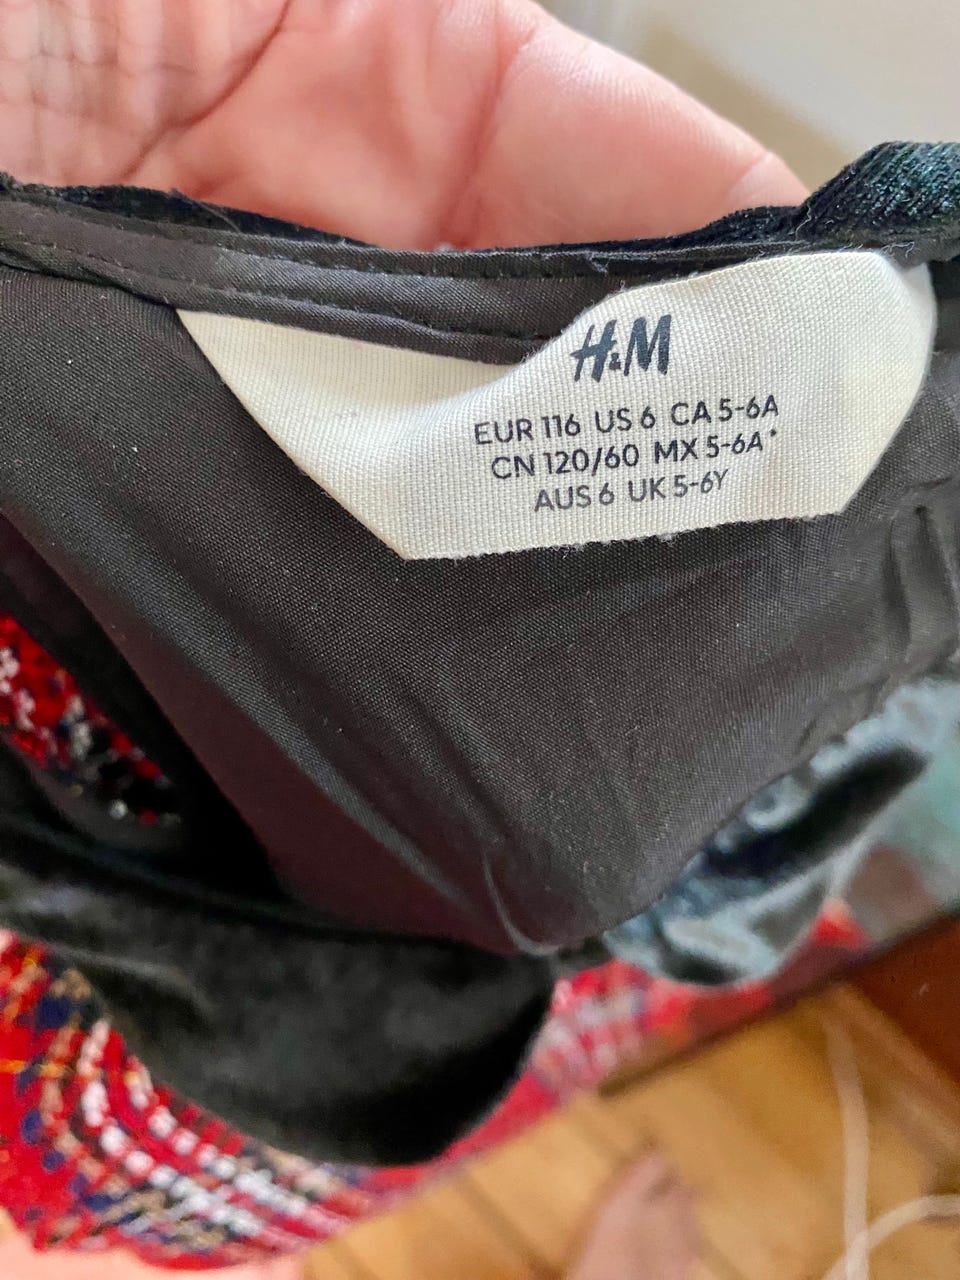 H&M
EUR 116 US 6 CA 5-6A
CN 120/60 MX 5-6A*
AUS 6 UK 5-6Y